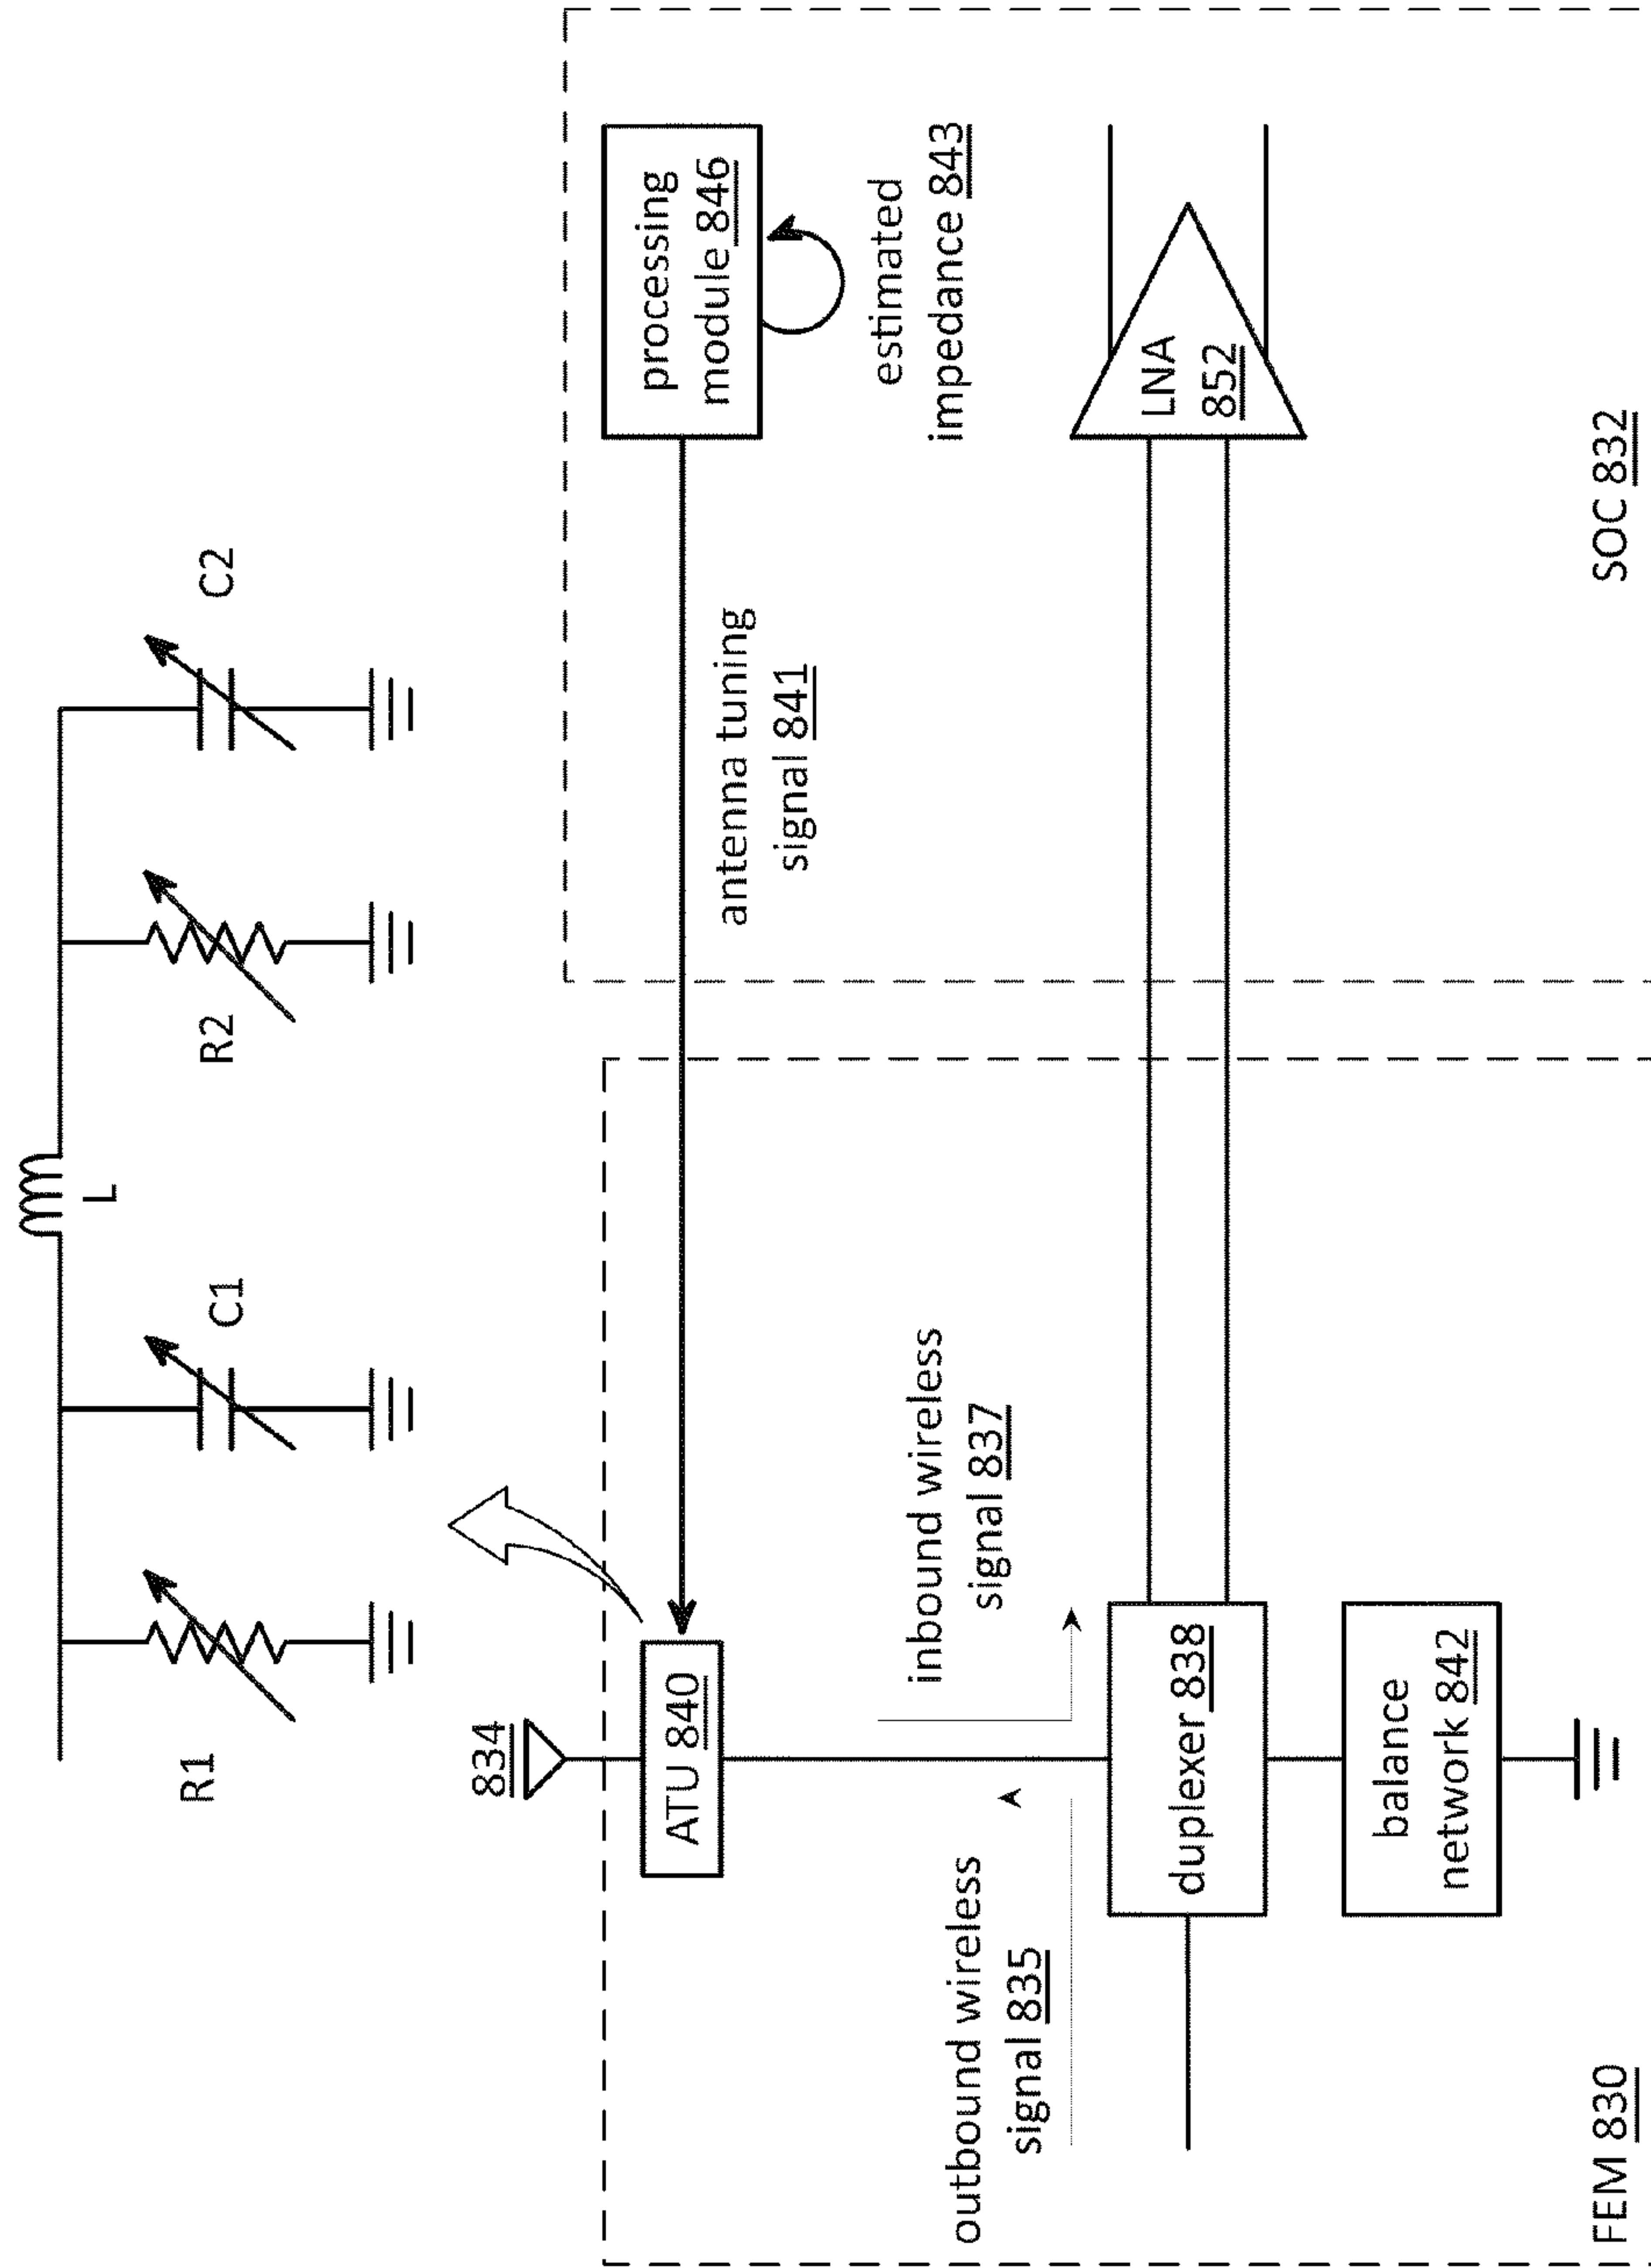 R1
C1
L
R2
C2
834
ATU 840
antenna tuning
signal 841
processing
module 846
estimated
impedance 843
outbound wireless
signal 835
inbound wireless
signal 837
duplexer 838
LNA
852
balance
network 842
FEM 830
SOC 832